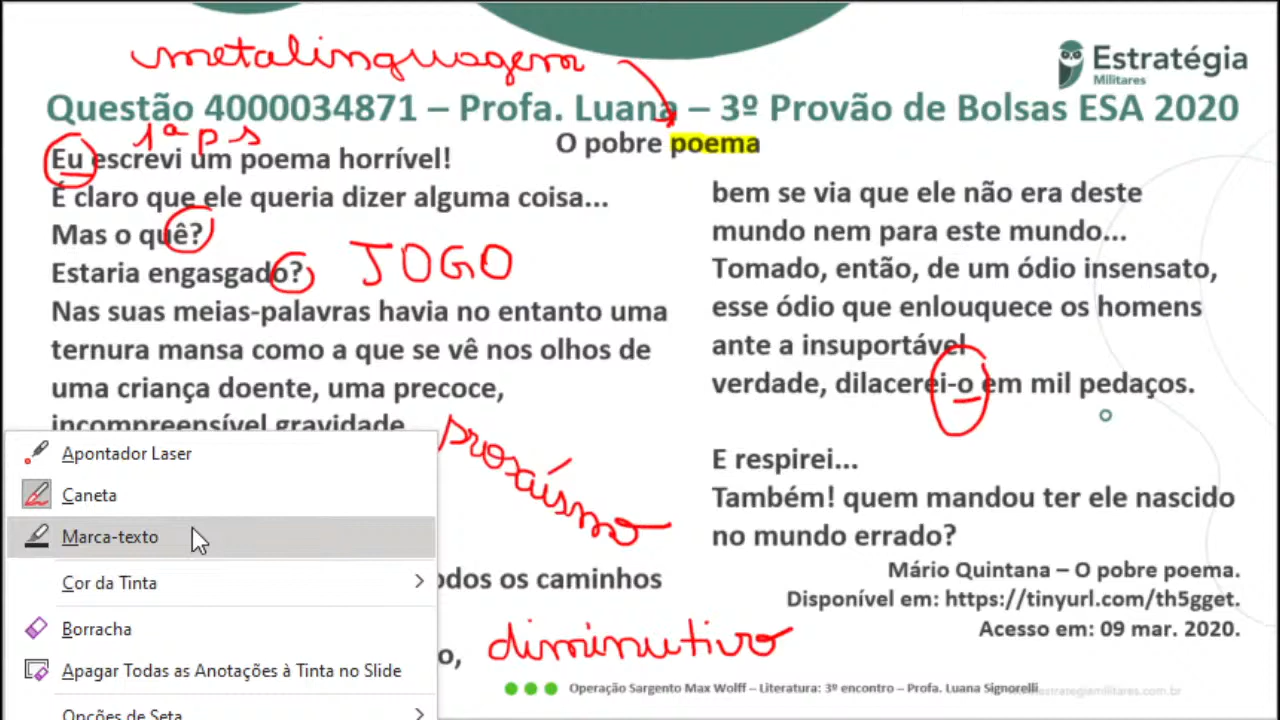 metalinguagem
Estratégia
Militares
Questão 4000034871 – Profa. Luana – 3º Provão de Bolsas ESA 2020
1ª p s
O pobre poema
Eu escrevi um poema horrível!
É claro que ele queria dizer alguma coisa...
Mas o quê?
Estaria engasgado? JOGO
Nas suas meias-palavras havia no entanto uma
ternura mansa como a que se vê nos olhos de
uma criança doente, uma precoce,
incompreensível gravidade
prosaísmo
odos os caminhos
o, diminutivo
bem se via que ele não era deste
mundo nem para este mundo...
Tomado, então, de um ódio insensato,
esse ódio que enlouquece os homens
ante a insuportável
verdade, dilacerei-o em mil pedaços.
E respirei...
Também! quem mandou ter ele nascido
no mundo errado?
Mário Quintana – O pobre poema.
Disponível em: https://tinyurl.com/th5gget.
Acesso em: 09 mar. 2020.
Apontador Laser
Caneta
Marca-texto
Cor da Tinta
Borracha
Apagar Todas as Anotações à Tinta no Slide
Opções de Seta
Operação Sargento Max Wolff – Literatura: 3º encontro – Profa. Luana Signorelli
estrategiamilitares.com.br